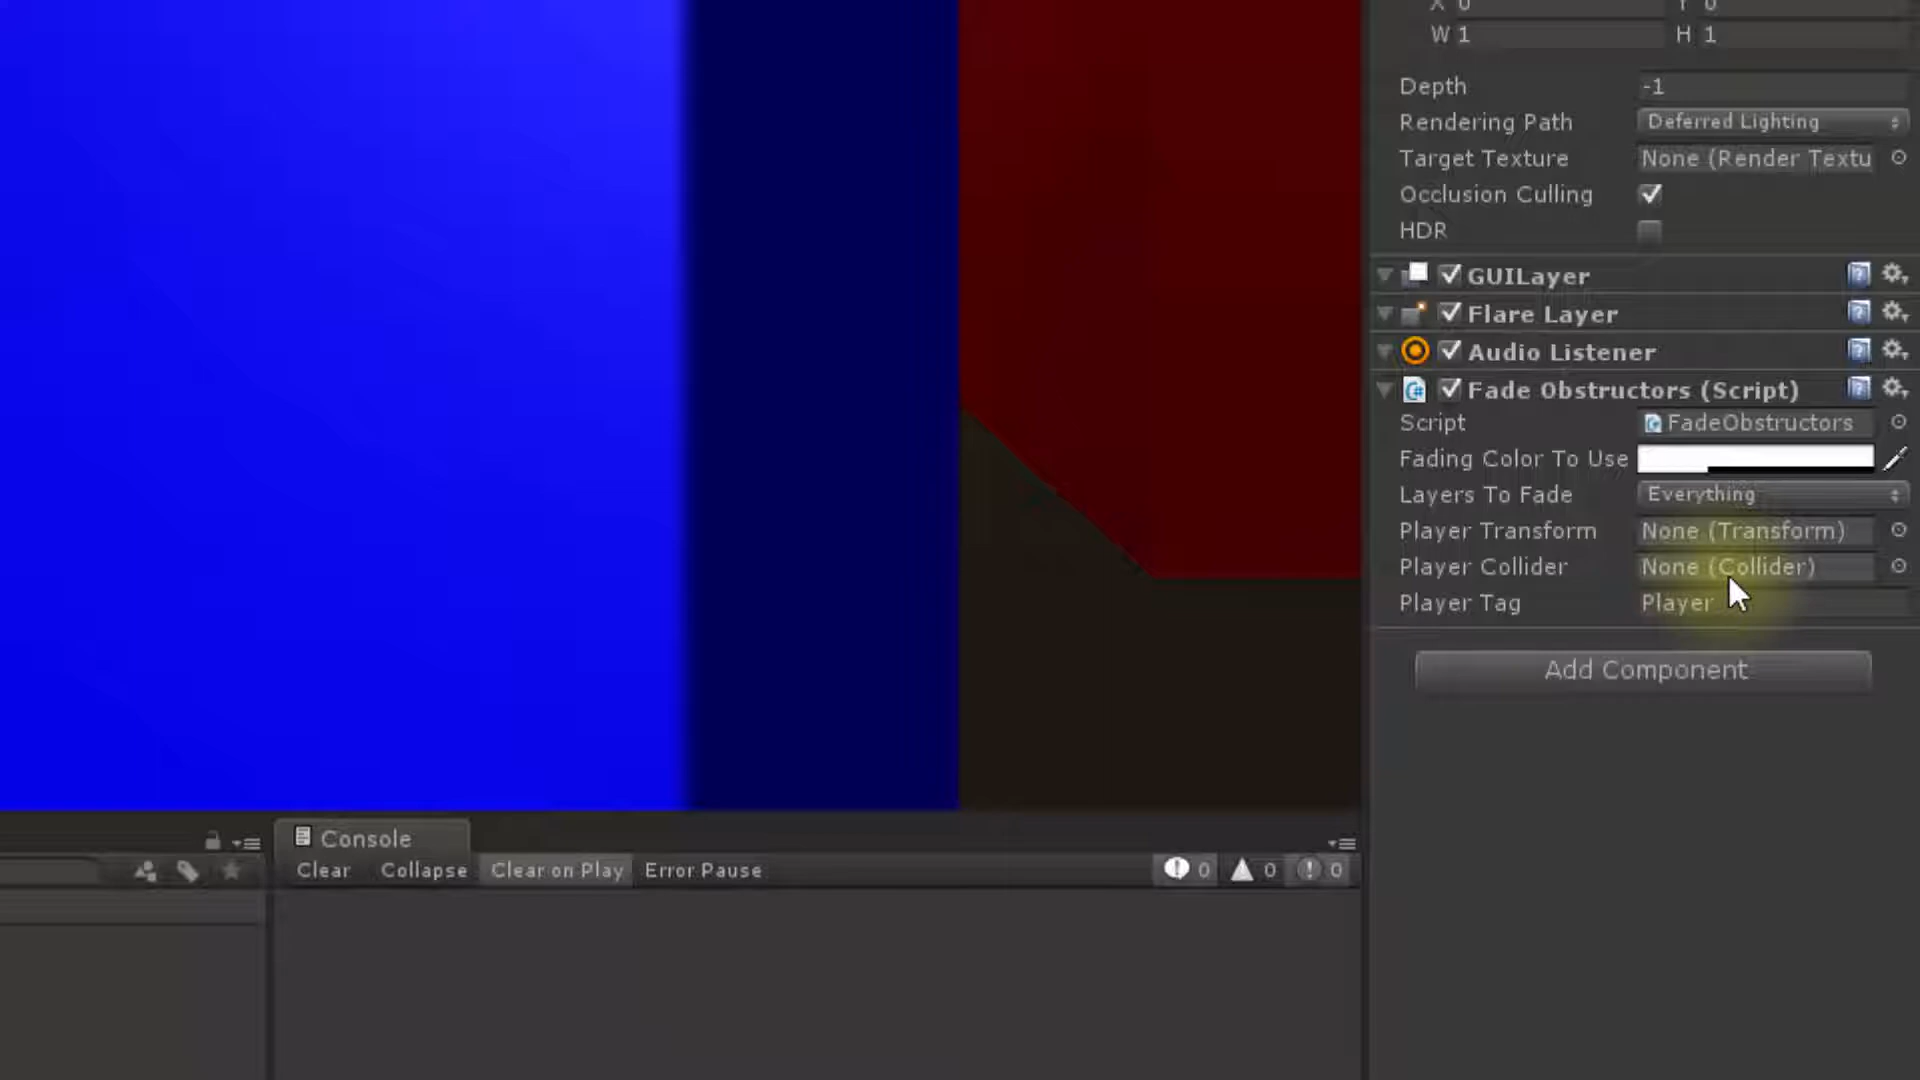 X 0 Y 0
W 1 H 1
Depth -1
Rendering Path Deferred Lighting
Target Texture None (Render Textu
Occlusion Culling
HDR
GUILayer
Flare Layer
Audio Listener
Fade Obstructors (Script)
Script FadeObstructors
Fading Color To Use
Layers To Fade Everything
Player Transform None (Transform)
Player Collider None (Collider)
Player Tag Player
Add Component
Console
Clear Collapse Clear on Play Error Pause 0 0 0